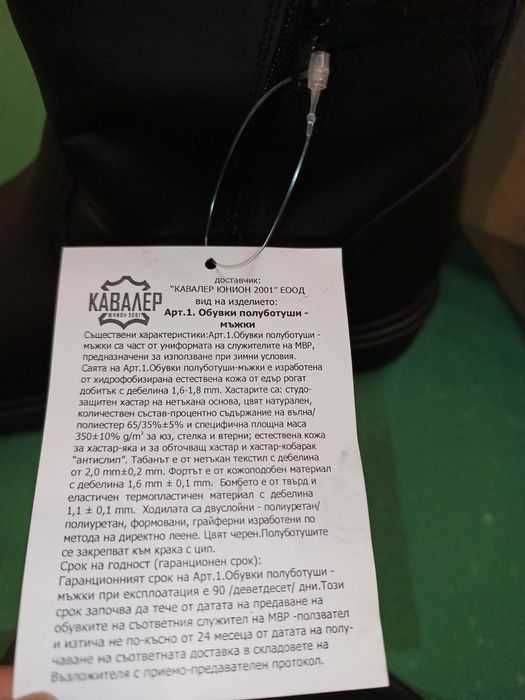 доставчик:
КАВАЛЕР
ЮНИОН 2001
"КАВАЛЕР ЮНИОН 2001" ЕООД
вид на изделието:
Арт.1. Обувки полуботуши -
мъжки
Съществени характеристики:Арт.1.Обувки полуботуши -
мъжки са част от униформата на служителите на МВР,
предназначени за използване при зимни условия.
Саята на Арт.1. Обувки полуботуши-мъжки е изработена
от хидрофобизирана естествена кожа от едър рогат
добитък с дебелина 1,6-1,8 mm. Хастарите са: студо-
защитен хастар на нетъкана основа, цвят натурален,
количествен състав-процентно съдържание на вълна/
полиестер 65/35%±5 и специфична площна маса
350±10% g/m² за юз, стелка и втерни; естествена кожа
за хастар-яка и за обточващ хастар и хастар-кобарак
"антислип". Табанът е от нетъкан текстил с дебелина
от 2,0 mm±0,2 mm. Фортът е от кожоподобен материал
с дебелина 1,6 mm ± 0,1 mm. Бомбето е от твърд и
еластичен термопластичен материал с дебелина
1,1 ± 0,1 mm. Ходилата са двуслойни - полиуретан/
полиуретан, формовани, грайферни изработени по
метода на директно леене. Цвят черен.Полуботушите
се закрепват към крака с цип.
Срок на годност (гаранционен срок):
Гаранционният срок на Арт.1.Обувки полуботуши -
мъжки при експлоатация е 90 /деветдесет/ дни.Този
срок започва да тече от датата на предаване на
обувките на съответния служител на МВР -ползвател
и изтича не по-късно от 24 месеца от датата на полу-
чаване на съответната доставка в складовете на
Възложителя с приемо-предавателен протокол.